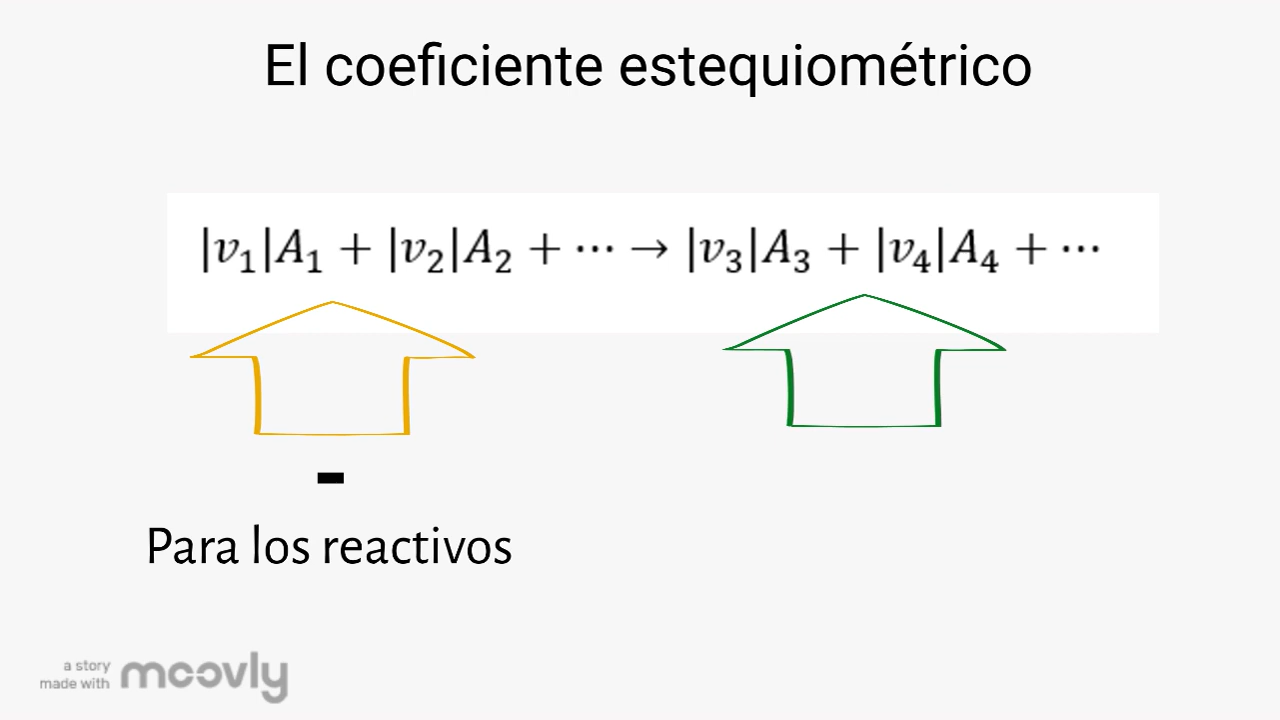 El coeficiente estequiométrico
|v₁|A₁ + |v₂|A₂ + ⋯ → |v₃|A₃ + |v₄|A₄ + ⋯
-
Para los reactivos
a story
made with moovly